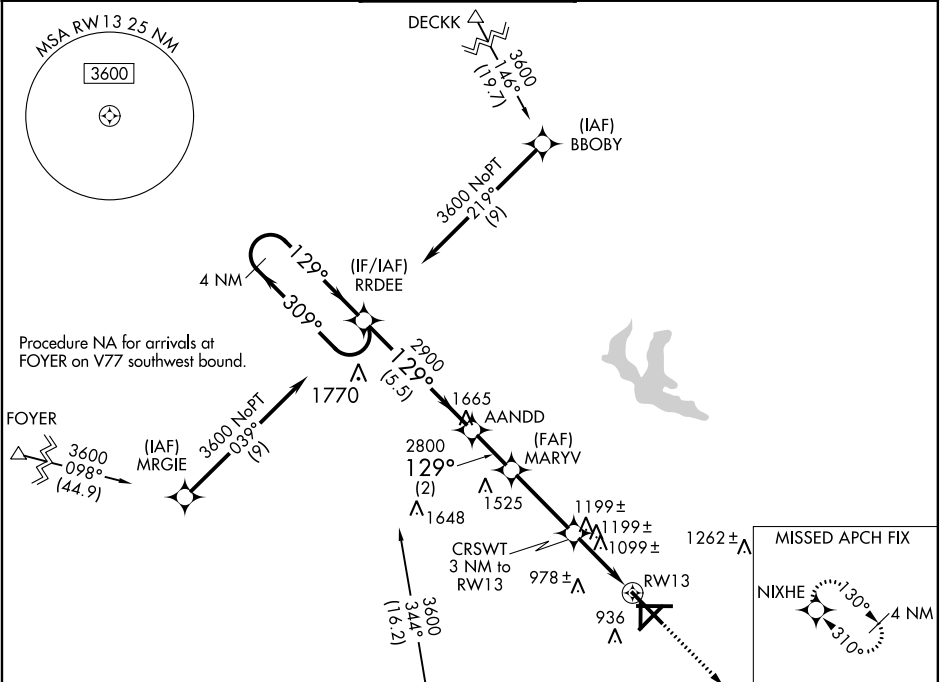 MSA RW13 25 NM
3600
DECKK
3600
146°
(19.7)
(IAF)
BBOBY
3600 NoPT
219°
(9)
4 NM
129°
309°
(IF/IAF)
RRDEE
Procedure NA for arrivals at
FOYER on V77 southwest bound.
1770
2900
129°
(5.5)
FOYER
3600
098°
(44.9)
(IAF)
MRGIE
3600 NoPT
039°
(9)
1665
AANDD
2800
129°
(2)
(FAF)
MARYV
1525
1648
1199±
1199±
1099±
CRSWT
3 NM to
RW13
978±
1262±
RW13
936
3600
344°
(16.2)
MISSED APCH FIX
NIXHE
130°
310°
4 NM